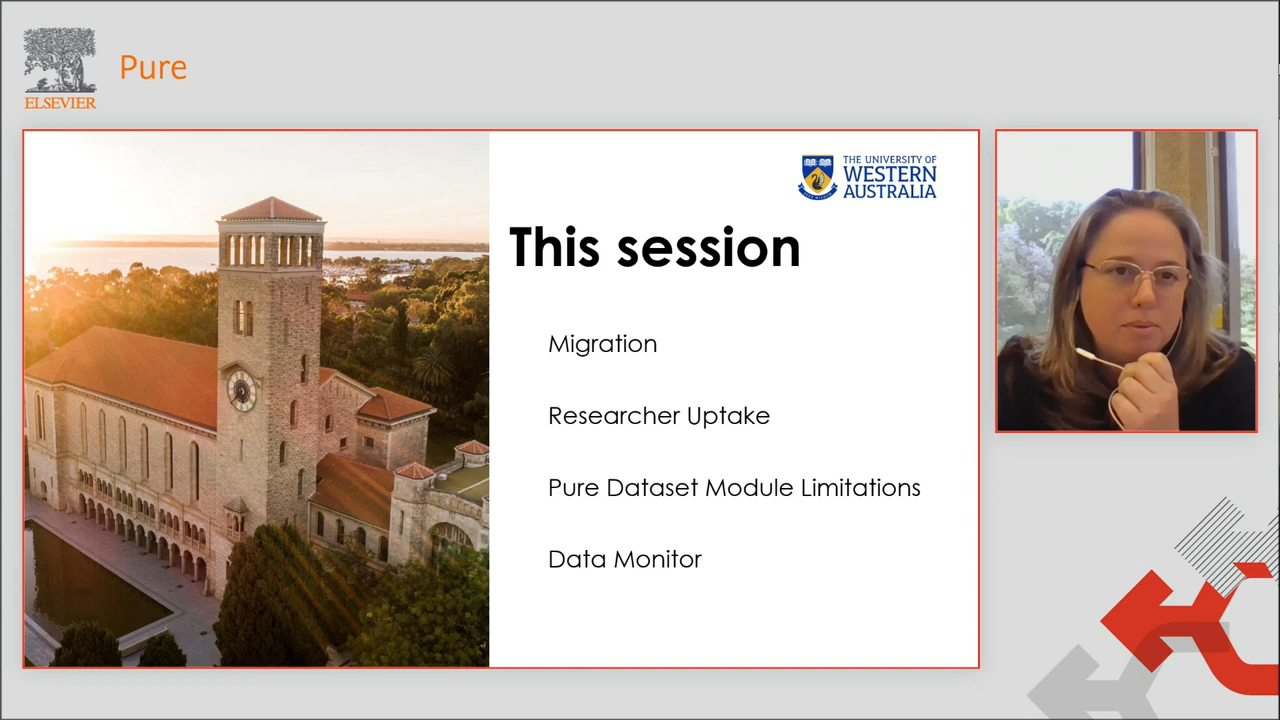 ELSEVIER
Pure
THE UNIVERSITY OF
WESTERN
AUSTRALIA
This session
Migration
Researcher Uptake
Pure Dataset Module Limitations
Data Monitor